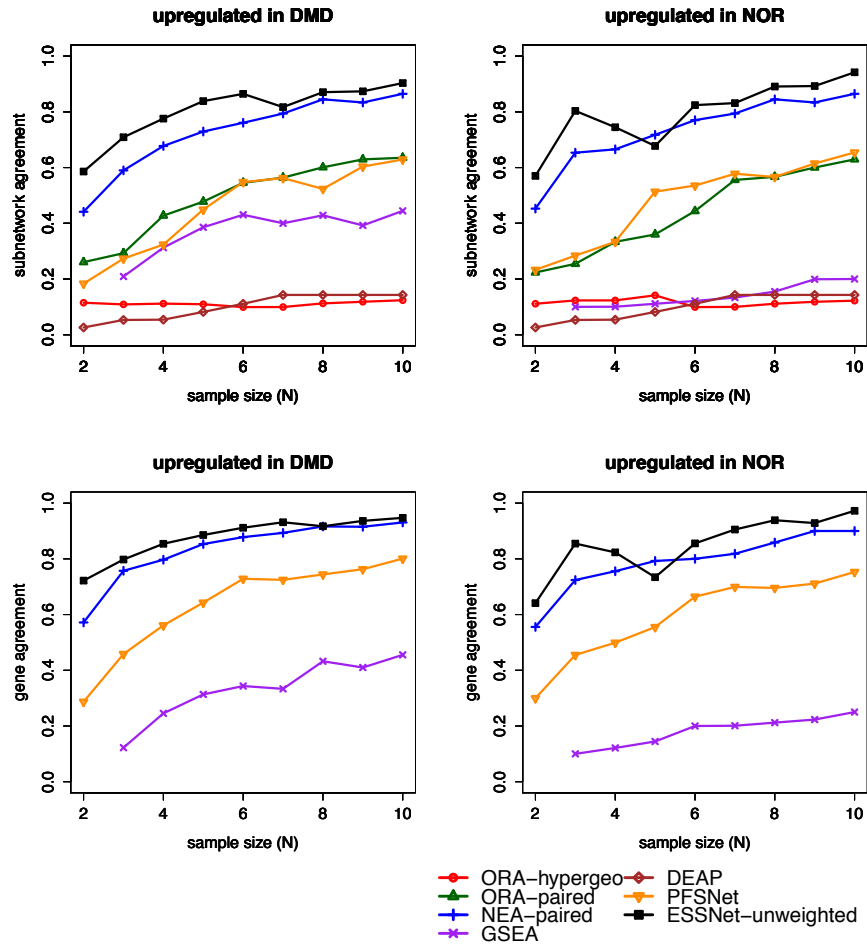 upregulated in DMD
upregulated in NOR
subnetwork agreement
0.0 0.2 0.4 0.6 0.8 1.0
2 4 6 8 10
sample size (N)
subnetwork agreement
0.0 0.2 0.4 0.6 0.8 1.0
2 4 6 8 10
sample size (N)
upregulated in DMD
upregulated in NOR
gene agreement
0.0 0.2 0.4 0.6 0.8 1.0
2 4 6 8 10
sample size (N)
gene agreement
0.0 0.2 0.4 0.6 0.8 1.0
2 4 6 8 10
sample size (N)
ORA−hypergeo
ORA−paired
NEA−paired
GSEA
DEAP
PFSNet
ESSNet−unweighted